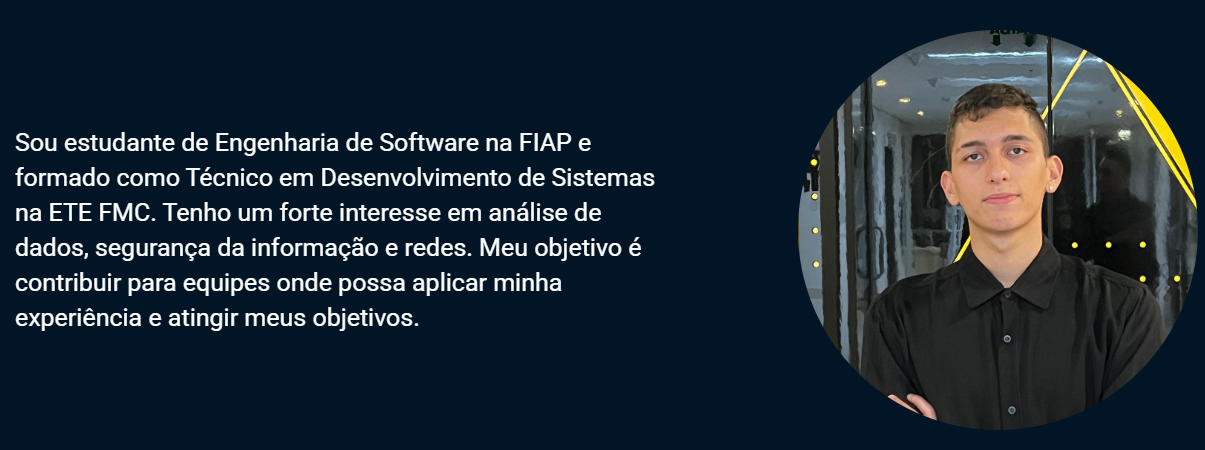 Sou estudante de Engenharia de Software na FIAP e
formado como Técnico em Desenvolvimento de Sistemas
na ETE FMC. Tenho um forte interesse em análise de
dados, segurança da informação e redes. Meu objetivo é
contribuir para equipes onde possa aplicar minha
experiência e atingir meus objetivos.